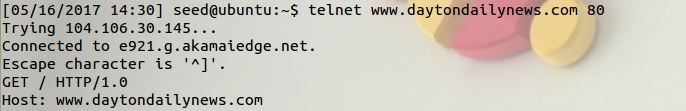 [05/16/2017 14:30] seed@ubuntu:~$ telnet www.daytondailynews.com 80
Trying 104.106.30.145...
Connected to e921.g.akamaiedge.net.
Escape character is '^]'.
GET / HTTP/1.0
Host: www.daytondailynews.com